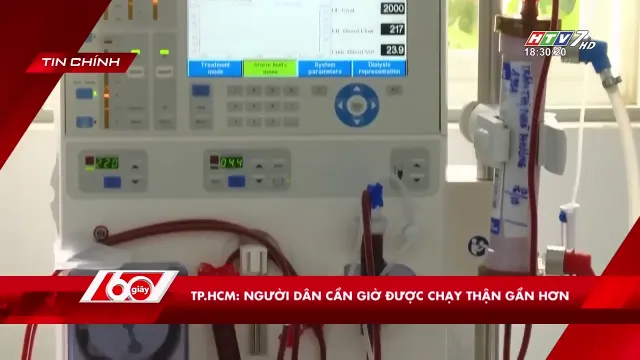 TIN CHÍNH
HTV7 HD
18:30:20
2000
217
23.9
Treatment
mode
System
parameters
Dialysis
representation
220
044
60 giây
TP.HCM: NGƯỜI DÂN CẦN GIỜ ĐƯỢC CHẠY THẬN GẦN HƠN